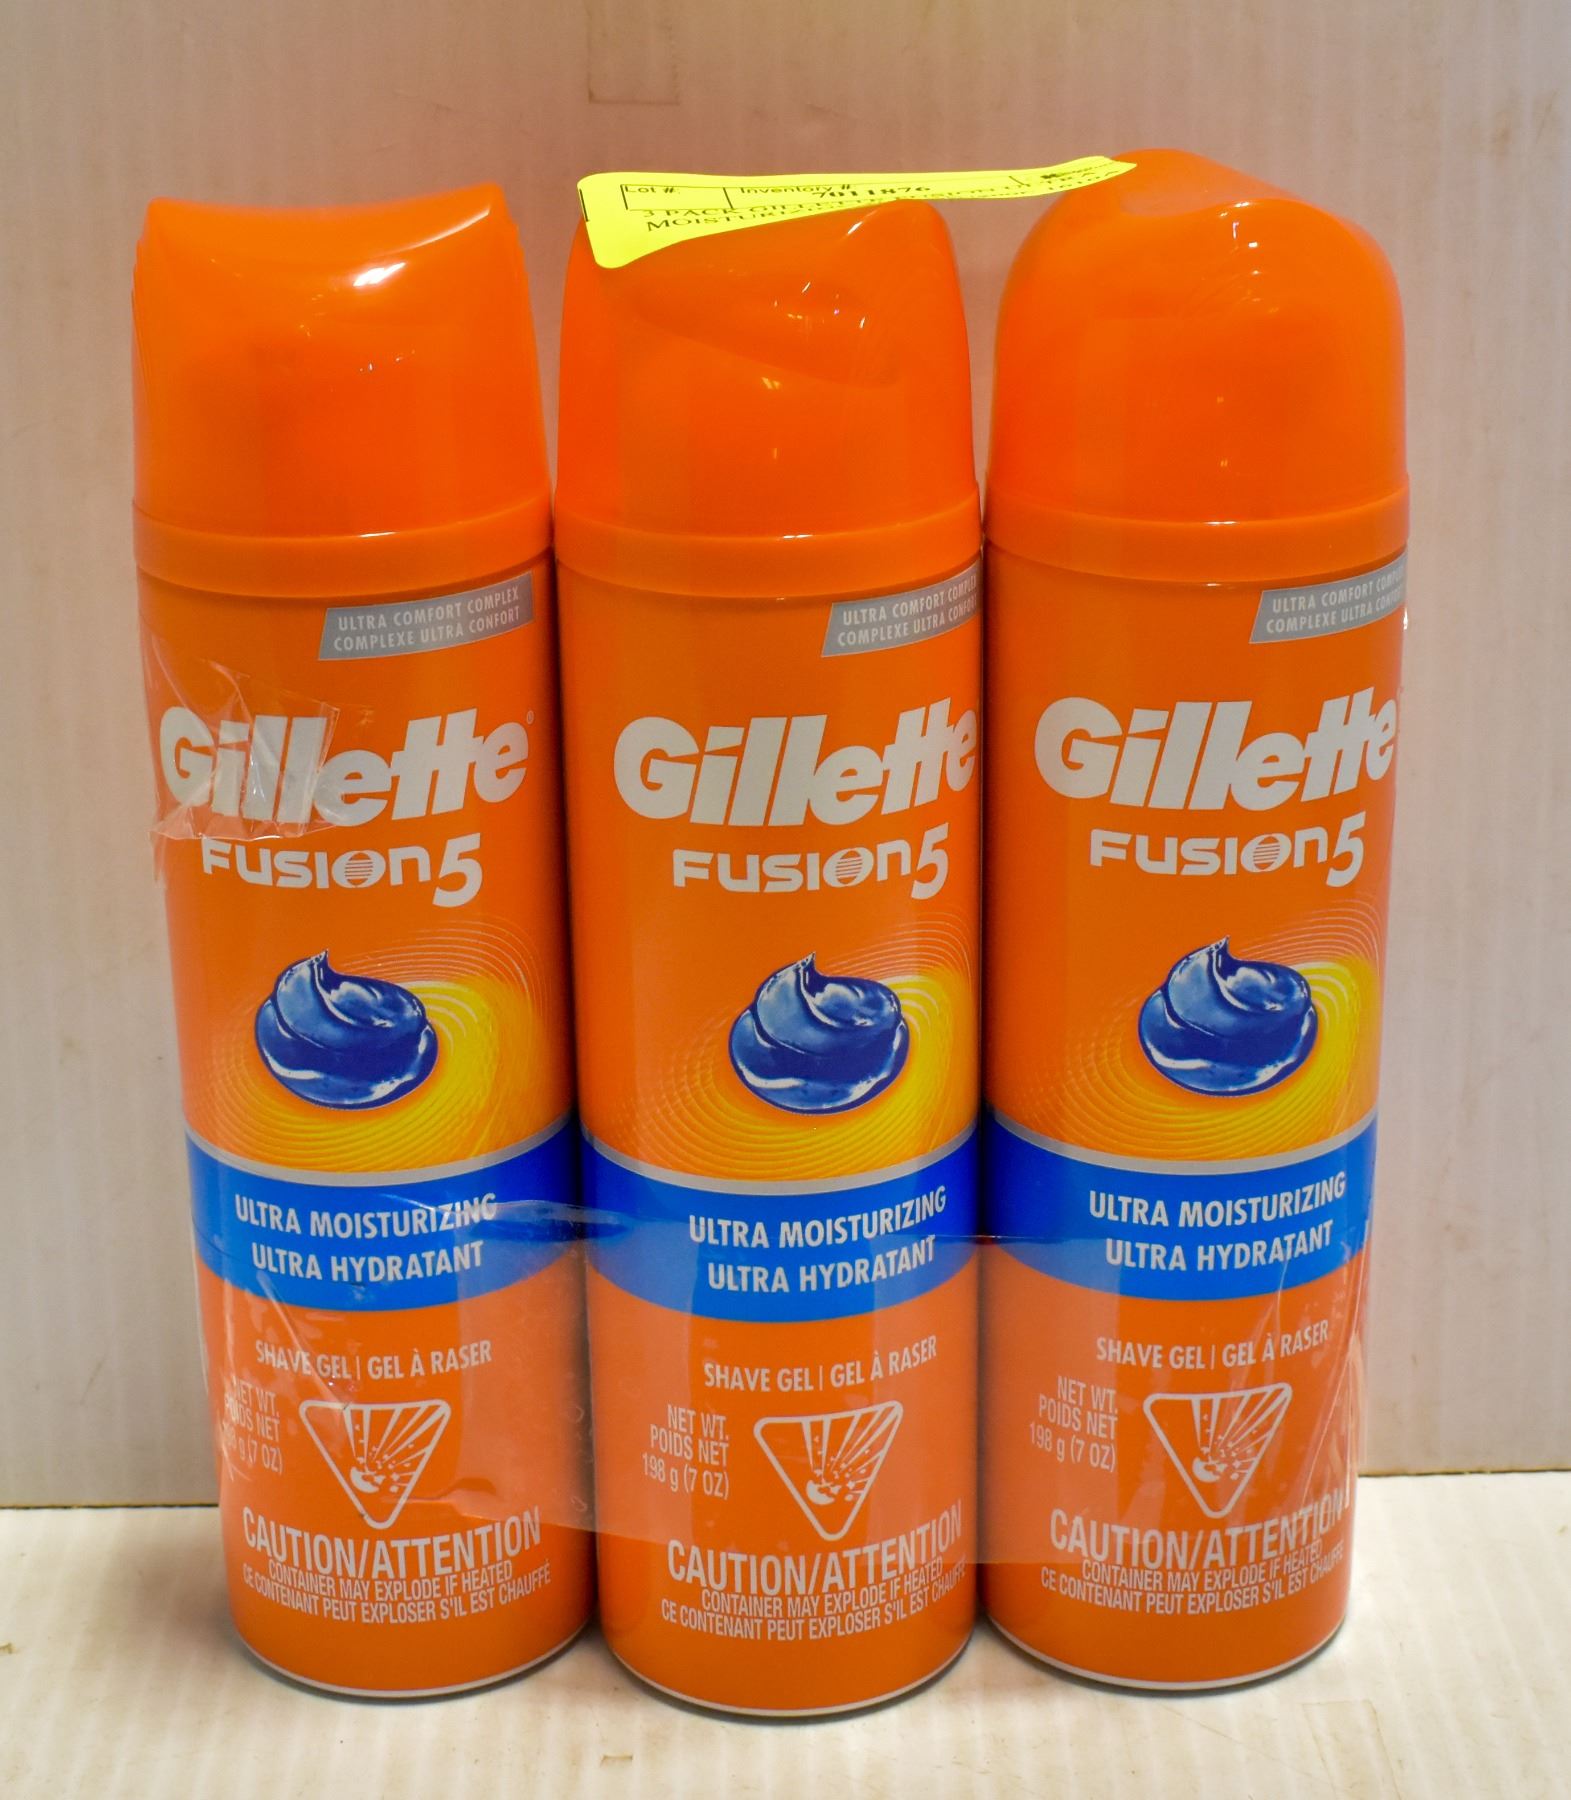 Lot #: Inventory #
7011876
3 PACK GILLETTE FUSION ULTRA
MOISTURIZING
ULTRA COMFORT COMPLEX
COMPLEXE ULTRA CONFORT
Gillette®
FUSION5
ULTRA MOISTURIZING
ULTRA HYDRATANT
SHAVE GEL | GEL À RASER
NET WT.
POIDS NET
198 g (7 OZ)
CAUTION/ATTENTION
CONTAINER MAY EXPLODE IF HEATED
CE CONTENANT PEUT EXPLOSER S'IL EST CHAUFFÉ
ULTRA COMFORT COMPLEX
COMPLEXE ULTRA CONFORT
Gillette
FUSION5
ULTRA MOISTURIZING
ULTRA HYDRATANT
SHAVE GEL | GEL À RASER
NET WT.
POIDS NET
198 g (7 OZ)
CAUTION/ATTENTION
CONTAINER MAY EXPLODE IF HEATED
CE CONTENANT PEUT EXPLOSER S'IL EST CHAUFFÉ
ULTRA COMFORT COMPLEX
COMPLEXE ULTRA CONFORT
Gillette
FUSION5
ULTRA MOISTURIZING
ULTRA HYDRATANT
SHAVE GEL | GEL À RASER
NET WT.
POIDS NET
198 g (7 OZ)
CAUTION/ATTENTION
CONTAINER MAY EXPLODE IF HEATED
CE CONTENANT PEUT EXPLOSER S'IL EST CHAUFFÉ